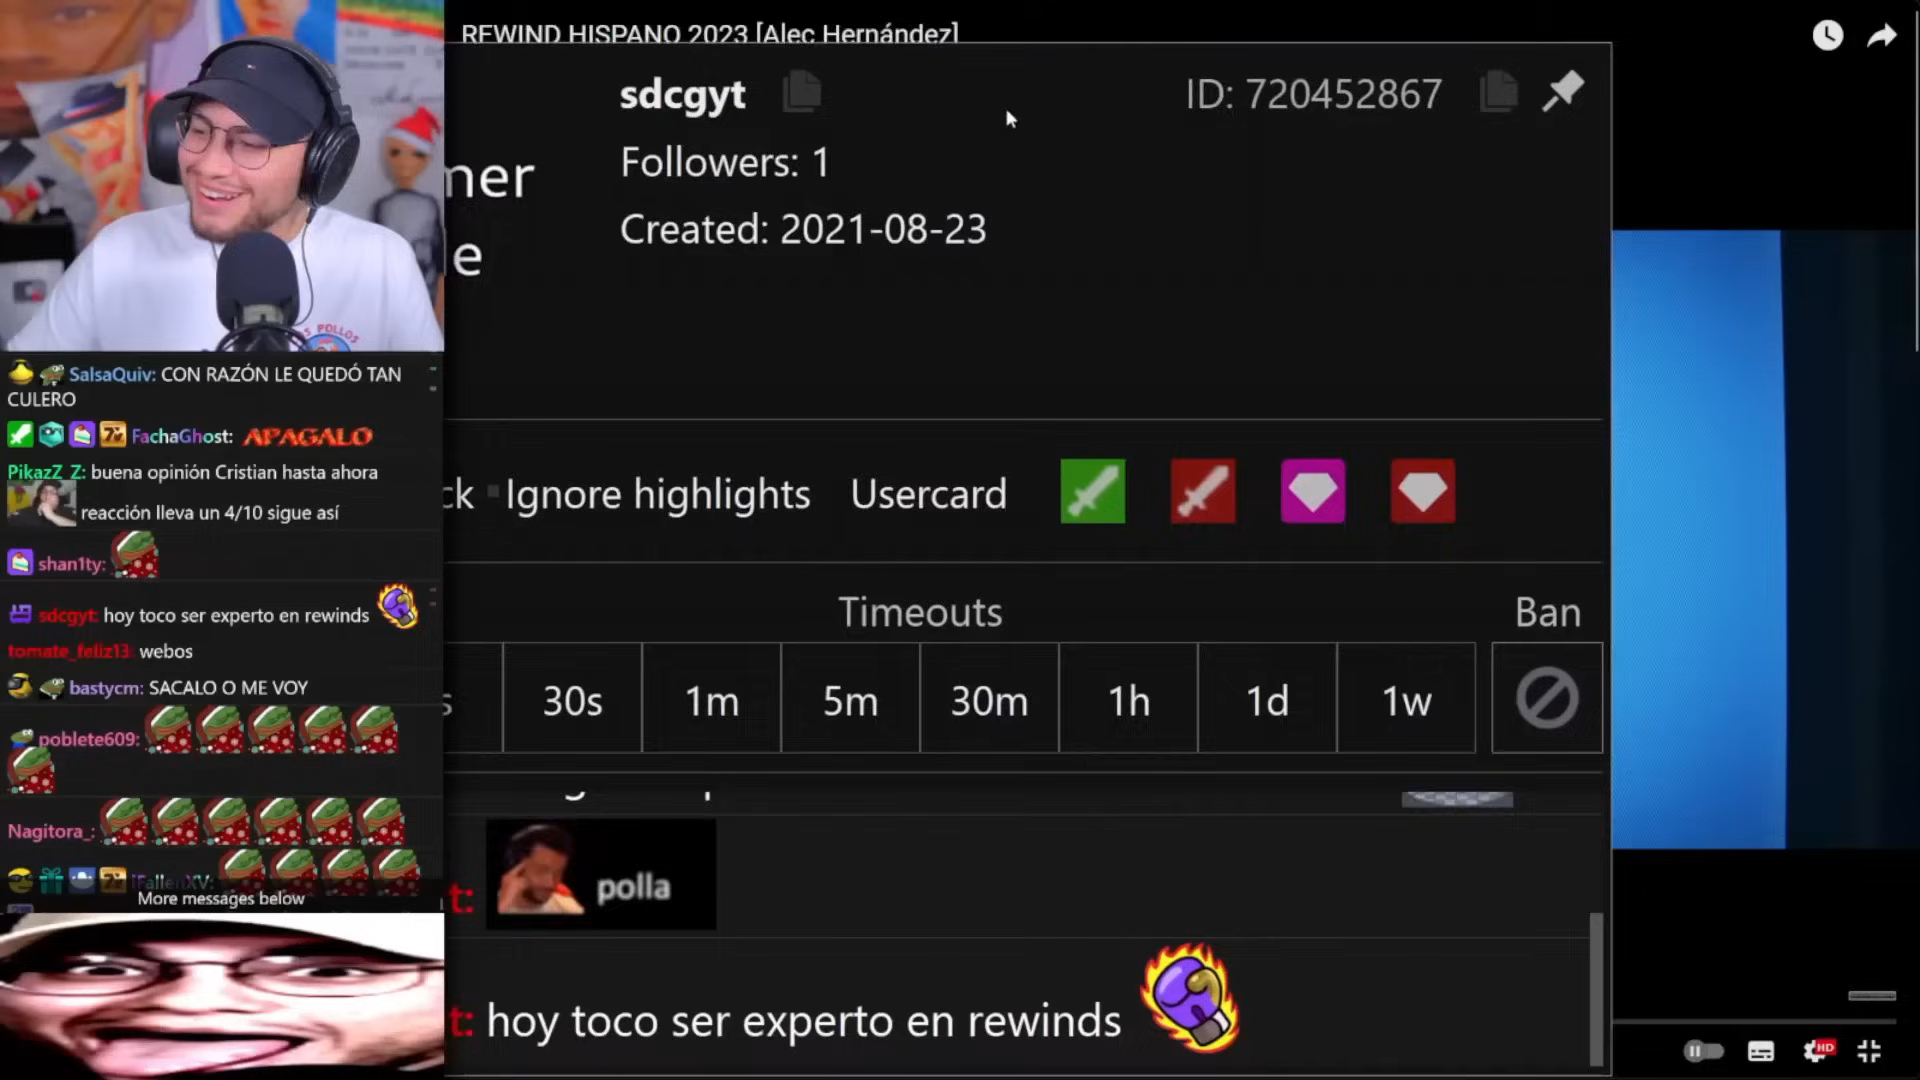 REWIND HISPANO 2023 [Alec Hernández]
sdcgyt
ID: 720452867
Followers: 1
Created: 2021-08-23
ner
e
SalsaQuiv: CON RAZÓN LE QUEDÓ TAN
CULERO
FachaGhost: APAGALO
PikazZ_Z: buena opinión Cristian hasta ahora
reacción lleva un 4/10 sigue así
shan1ty:
sdcgyt: hoy toco ser experto en rewinds
tomate_feliz13: webos
bastycm: SACALO O ME VOY
poblete609:
Nagitora_:
iFallenXV:
More messages below
ck Ignore highlights Usercard
Timeouts Ban
s 30s 1m 5m 30m 1h 1d 1w
t: polla
t: hoy toco ser experto en rewinds
HD